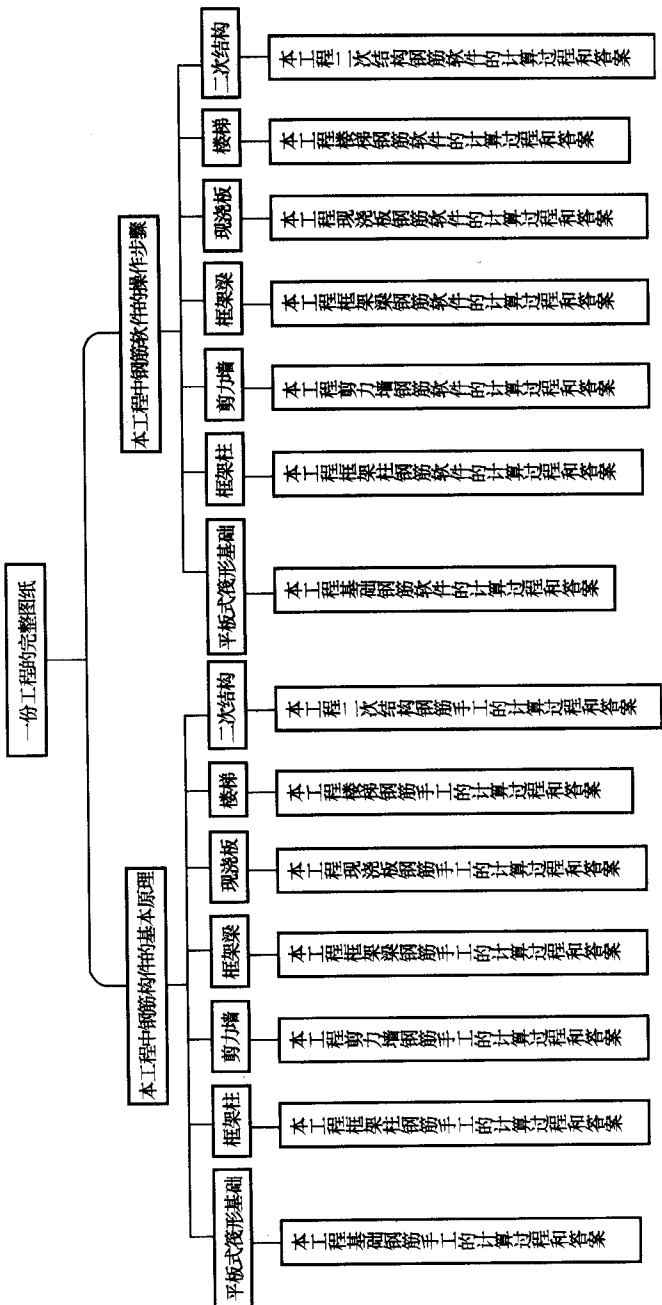 一份工程的完整图纸
本工程中钢筋构件的基本原理
本工程中钢筋软件的操作步骤
平板式筏形基础
框架柱
剪力墙
框架梁
现浇板
楼梯
二次结构
平板式筏形基础
框架柱
剪力墙
框架梁
现浇板
楼梯
二次结构
本工程基础钢筋手工的计算过程和答案
本工程框架柱钢筋手工的计算过程和答案
本工程剪力墙钢筋手工的计算过程和答案
本工程框架梁钢筋手工的计算过程和答案
本工程现浇板钢筋手工的计算过程和答案
本工程楼梯钢筋手工的计算过程和答案
本工程二次结构钢筋手工的计算过程和答案
本工程基础钢筋软件的计算过程和答案
本工程框架柱钢筋软件的计算过程和答案
本工程剪力墙钢筋软件的计算过程和答案
本工程框架梁钢筋软件的计算过程和答案
本工程现浇板钢筋软件的计算过程和答案
本工程楼梯钢筋软件的计算过程和答案
本工程二次结构钢筋软件的计算过程和答案